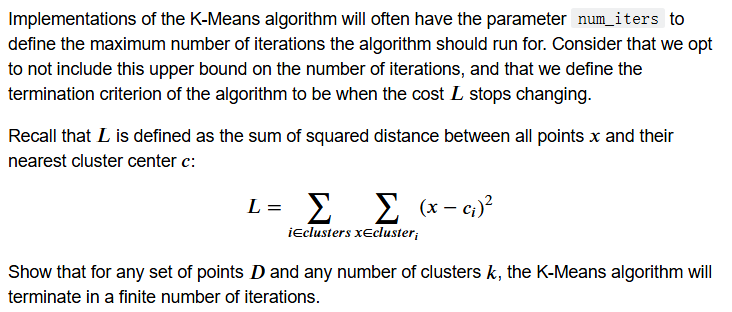 Implementations of the K-Means algorithm will often have the parameter num_iters to
define the maximum number of iterations the algorithm should run for. Consider that we opt
to not include this upper bound on the number of iterations, and that we define the
termination criterion of the algorithm to be when the cost L stops changing.
Recall that L is defined as the sum of squared distance between all points x and their
nearest cluster center c:
L = ∑ i∈clusters ∑ x∈cluster_i (x − c_i)²
Show that for any set of points D and any number of clusters k, the K-Means algorithm will
terminate in a finite number of iterations.